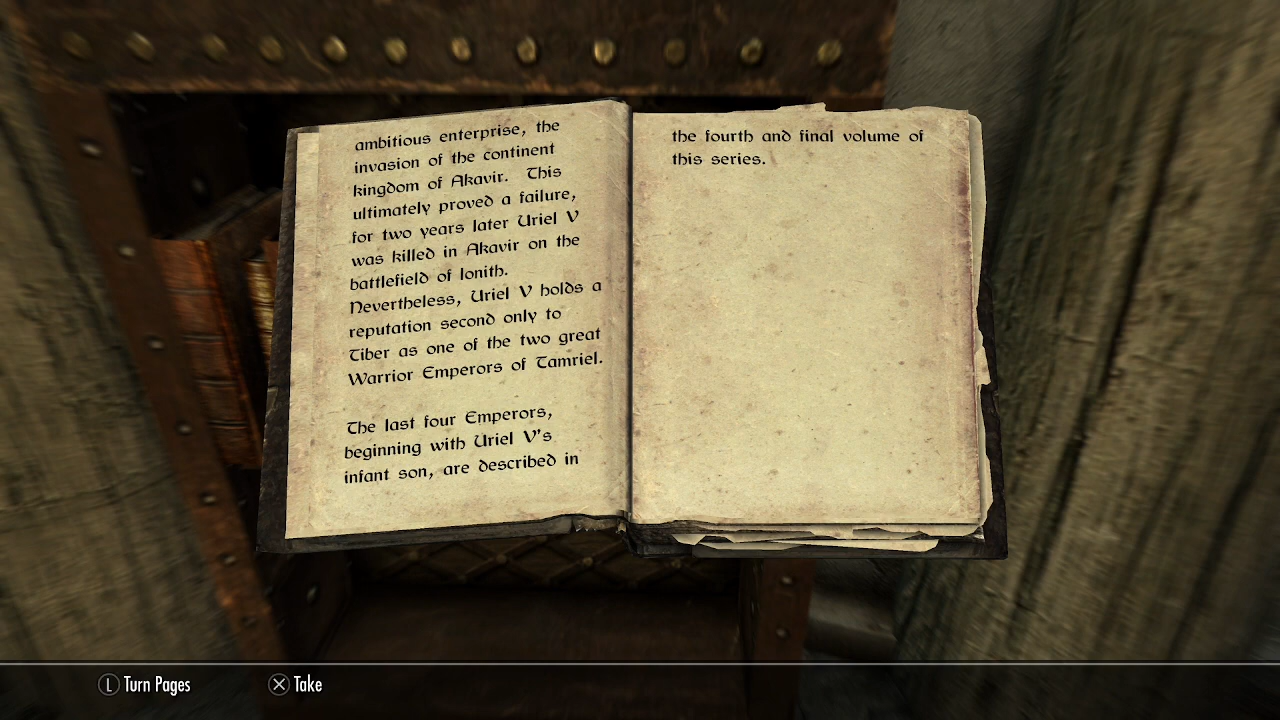 ambitious enterprise, the
invasion of the continent
kingdom of Akavir.  This
ultimately proved a failure,
for two years later Uriel V
was killed in Akavir on the
battlefield of Ionith.
Nevertheless, Uriel V holds a
reputation second only to
Tiber as one of the two great
Warrior Emperors of Tamriel.

The last four Emperors,
beginning with Uriel V's
infant son, are described in
the fourth and final volume of
this series.
L Turn Pages
X Take